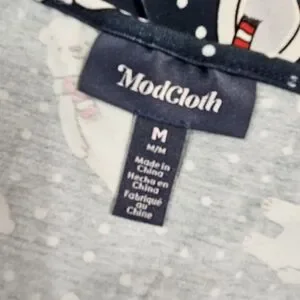 ModCloth
M
M/M
Made in
China
Hecho en
China
Fabriqué
au
Chine